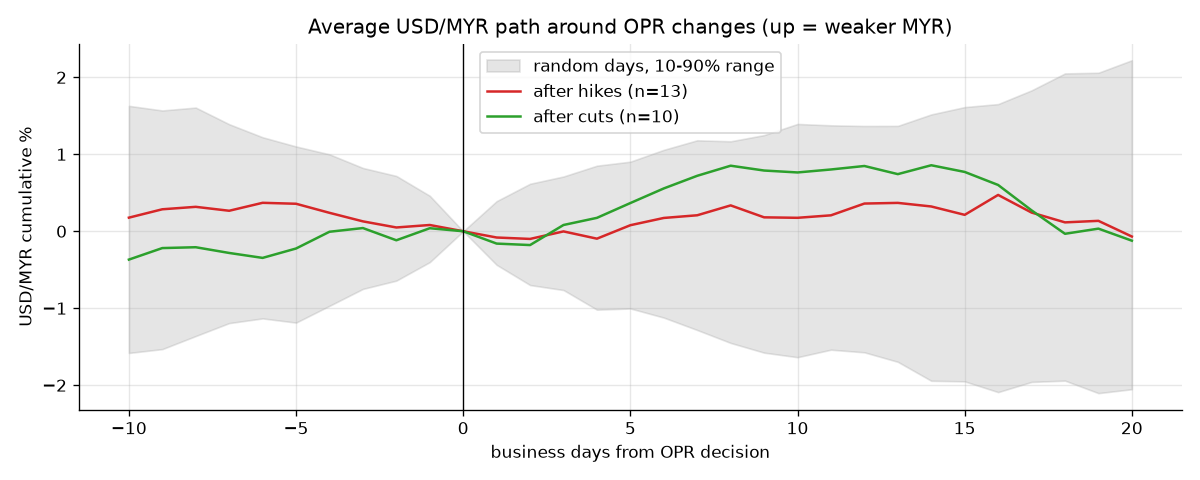 Average USD/MYR path around OPR changes (up = weaker MYR)
random days, 10-90% range
after hikes (n=13)
after cuts (n=10)
USD/MYR cumulative %
2
1
0
−1
−2
−10
−5
0
5
10
15
20
business days from OPR decision